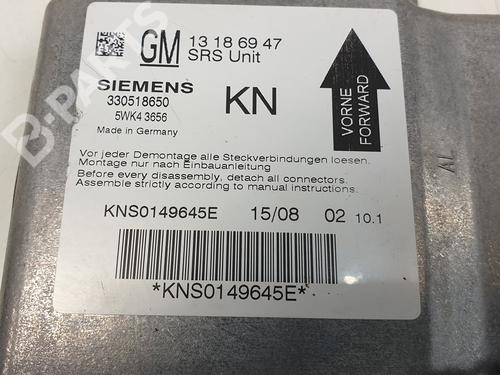 GM 13 18 69 47
SRS Unit
SIEMENS
330518650
5WK4 3656
Made in Germany
KN
VORNE
FORWARD
Vor jeder Demontage alle Steckverbindungen loesen.
Montage nur nach Einbauanleitung
Before every disassembly, detach all connectors.
Assemble strictly according to manual instructions.
KNS0149645E 15/08 02 10.1
*KNS0149645E*
AL
B-PARTS